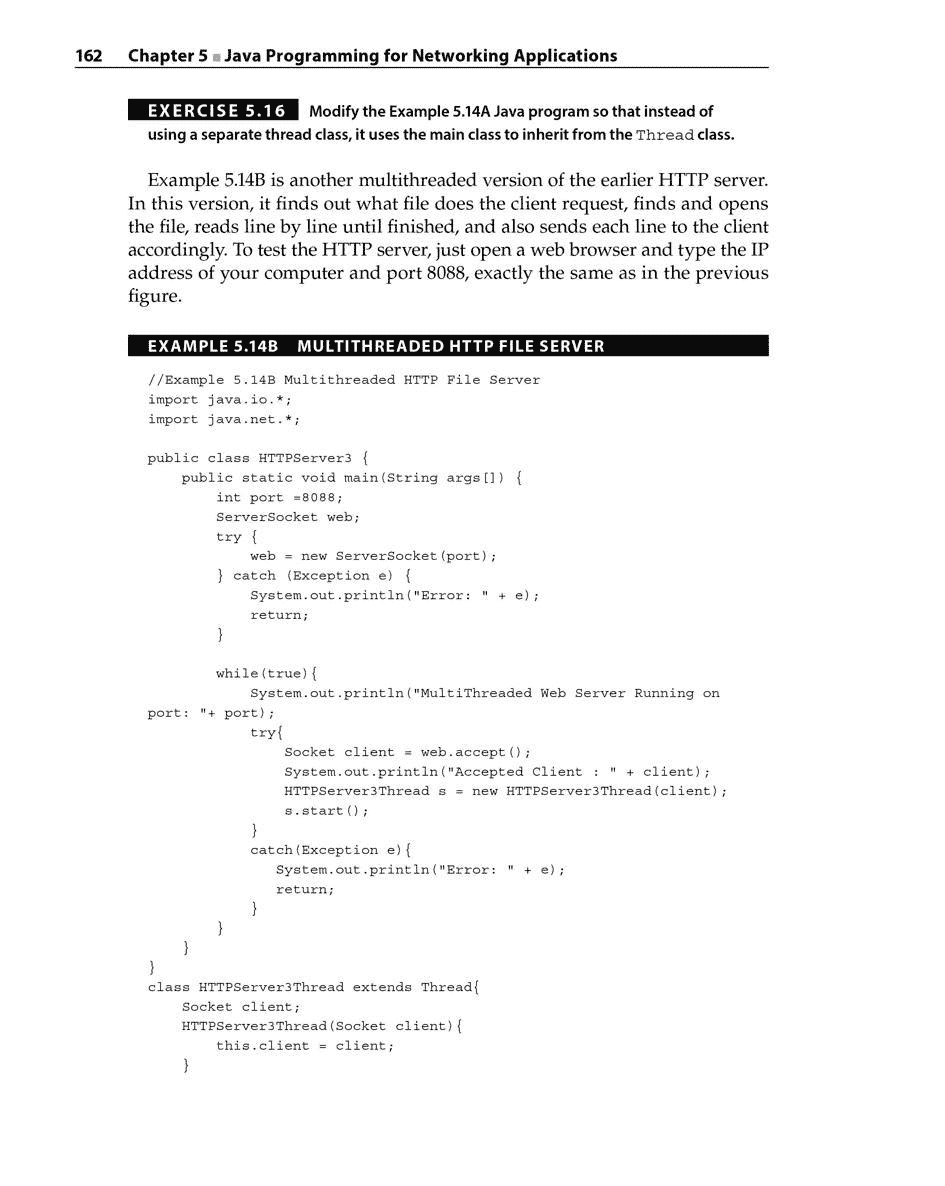 162 Chapter 5 ■ Java Programming for Networking Applications
EXERCISE 5.16 Modify the Example 5.14A Java program so that instead of
using a separate thread class, it uses the main class to inherit from the Thread class.
Example 5.14B is another multithreaded version of the earlier HTTP server.
In this version, it finds out what file does the client request, finds and opens
the file, reads line by line until finished, and also sends each line to the client
accordingly. To test the HTTP server, just open a web browser and type the IP
address of your computer and port 8088, exactly the same as in the previous
figure.
EXAMPLE 5.14B MULTITHREADED HTTP FILE SERVER
//Example 5.14B Multithreaded HTTP File Server
import java.io.*;
import java.net.*;
public class HTTPServer3 {
public static void main(String args[]) {
int port =8088;
ServerSocket web;
try {
web = new ServerSocket(port);
} catch (Exception e) {
System.out.println("Error: " + e);
return;
}
while(true){
System.out.println("MultiThreaded Web Server Running on
port: "+ port);
try{
Socket client = web.accept();
System.out.println("Accepted Client : " + client);
HTTPServer3Thread s = new HTTPServer3Thread(client);
s.start();
}
catch(Exception e){
System.out.println("Error: " + e);
return;
}
}
}
}
class HTTPServer3Thread extends Thread{
Socket client;
HTTPServer3Thread(Socket client){
this.client = client;
}